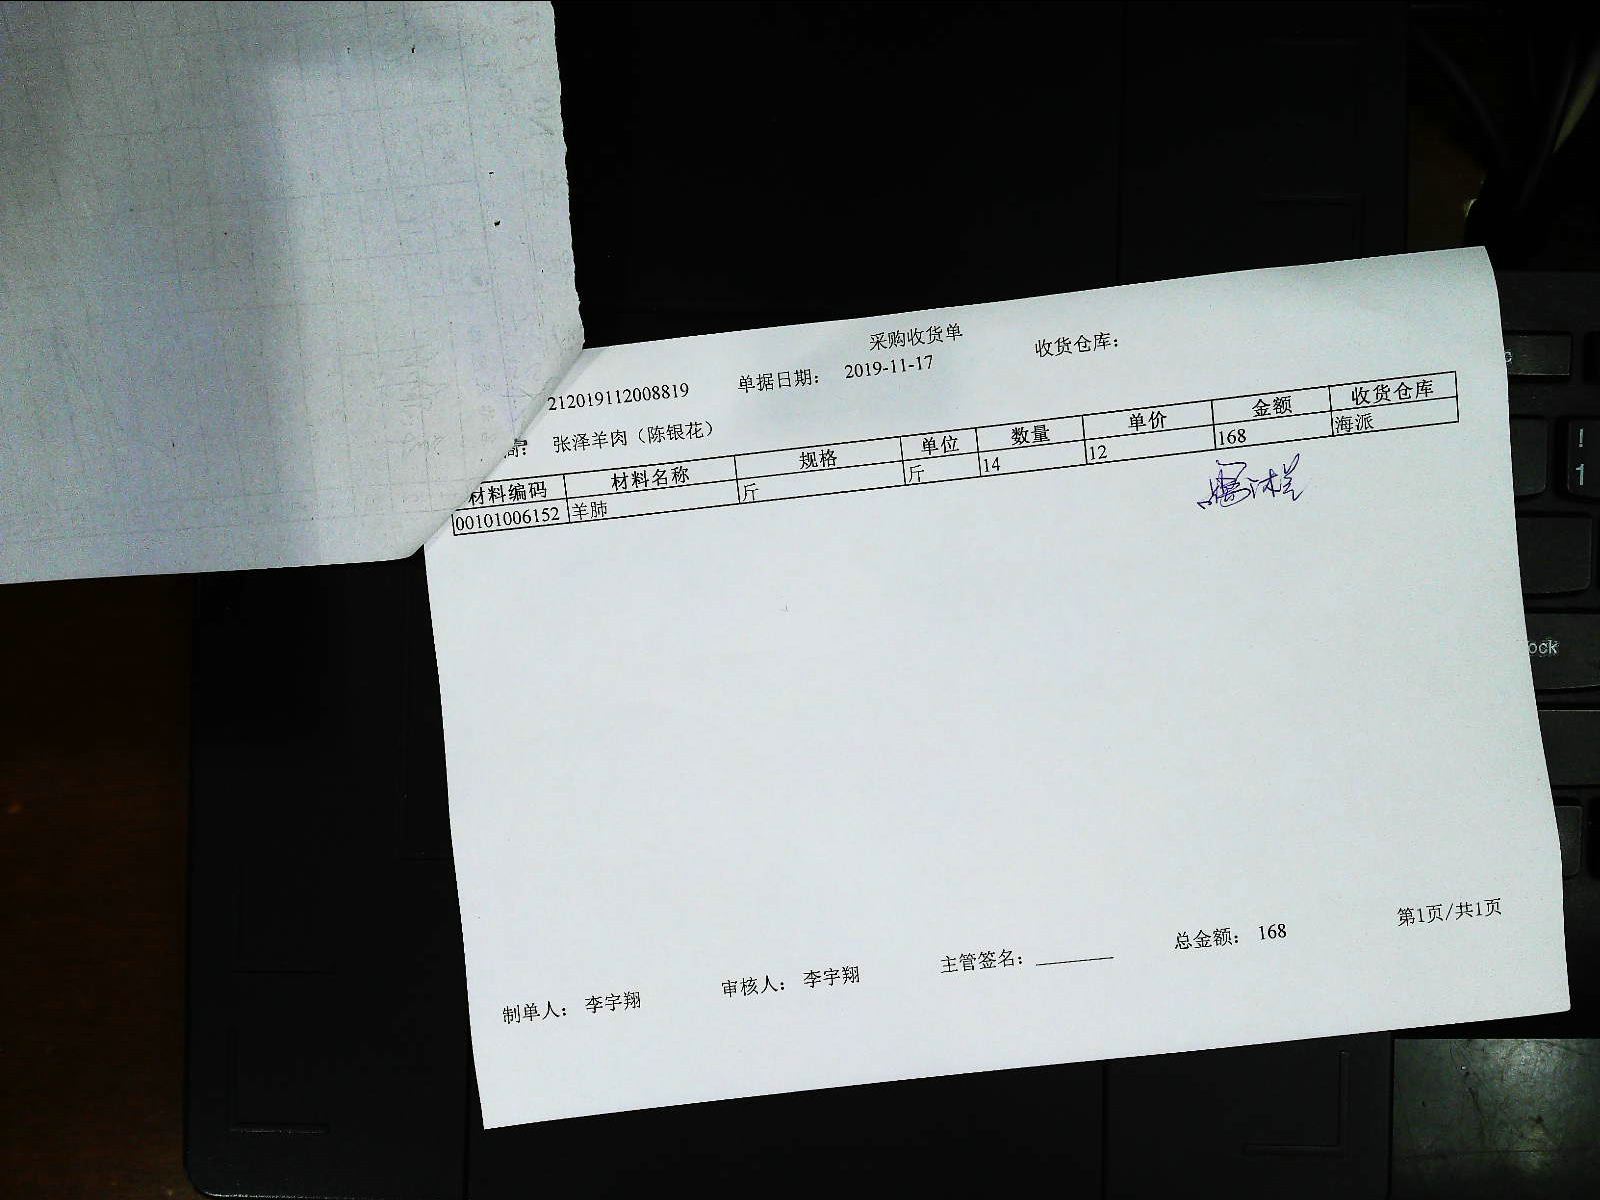 采购收货单
212019112008819 单据日期： 2019-11-17 收货仓库：
商： 张泽羊肉（陈银花）
材料编码 材料名称 规格 单位 数量 单价 金额 收货仓库
00101006152 羊肺 斤 斤 14 12 168 海派
制单人： 李宇翔 审核人： 李宇翔 主管签名： 总金额： 168 第1页/共1页
ock
!
1
c